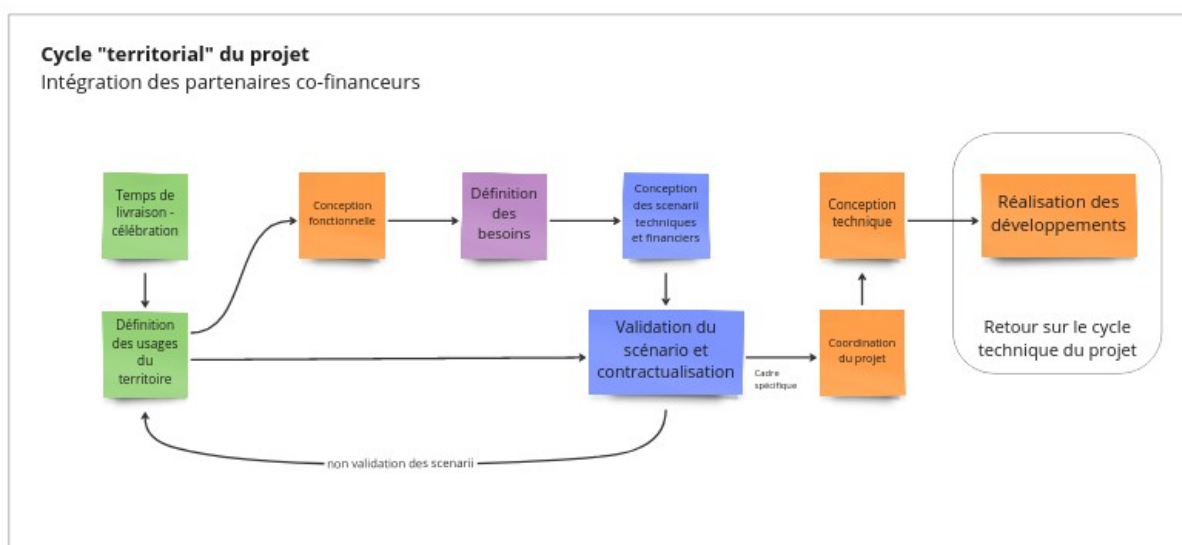 Cycle "territorial" du projet
Intégration des partenaires co-financeurs
Temps de
livraison -
célébration
Conception
fonctionnelle
Définition
des
besoins
Conception
des scenarii
techniques
et financiers
Conception
technique
Réalisation des
développements
Définition
des usages
du
territoire
Validation du
scénario et
contractualisation
Cadre
spécifique
Coordination
du projet
Retour sur le cycle
technique du projet
non validation des scenarii